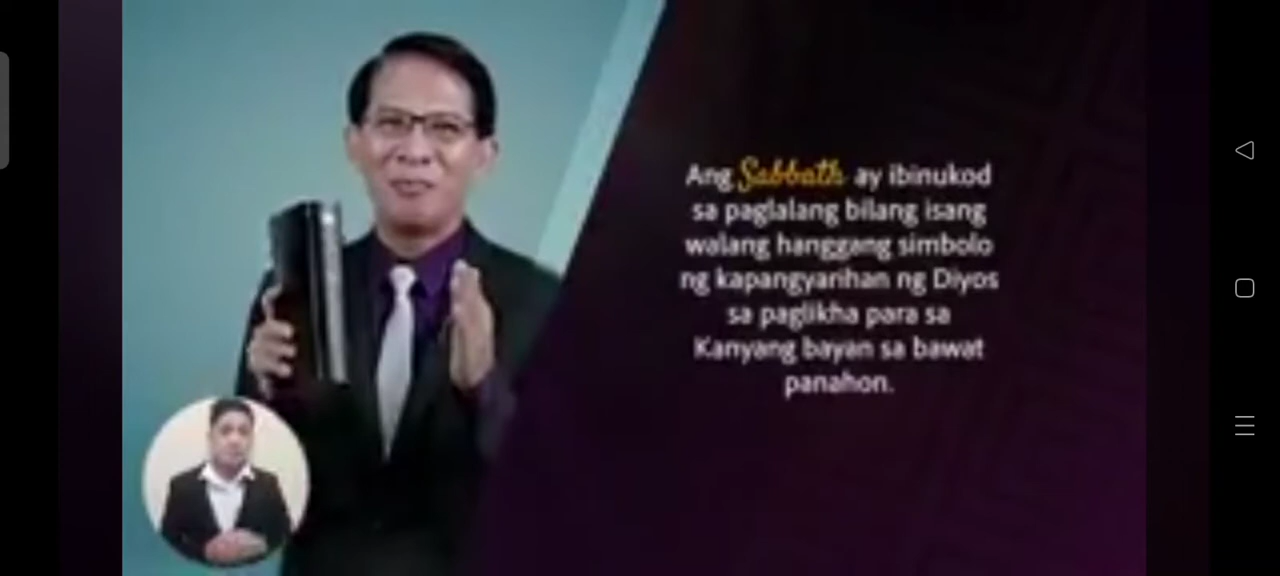 Ang Sabbath ay ibinukod
sa paglalang bilang isang
walang hanggang simbolo
ng kapangyarihan ng Diyos
sa paglikha para sa
Kanyang bayan sa bawat
panahon.